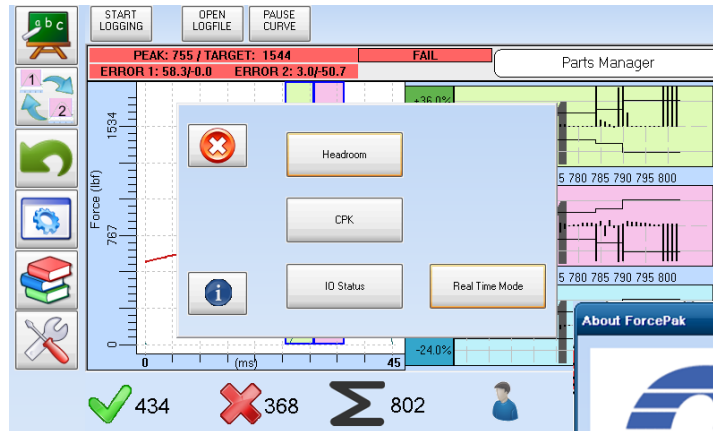 a b c
START
LOGGING
OPEN
LOGFILE
PAUSE
CURVE
PEAK: 755 / TARGET: 1544
FAIL
ERROR 1: 58.3/-0.0 ERROR 2: 3.0/-50.7
Parts Manager
1
2
+36.0%
1534
Force (lbf)
767
0
Headroom
CPK
IO Status
Real Time Mode
5 780 785 790 795 800
5 780 785 790 795 800
-24.0%
0
(ms)
45
About ForcePak
434
368
802